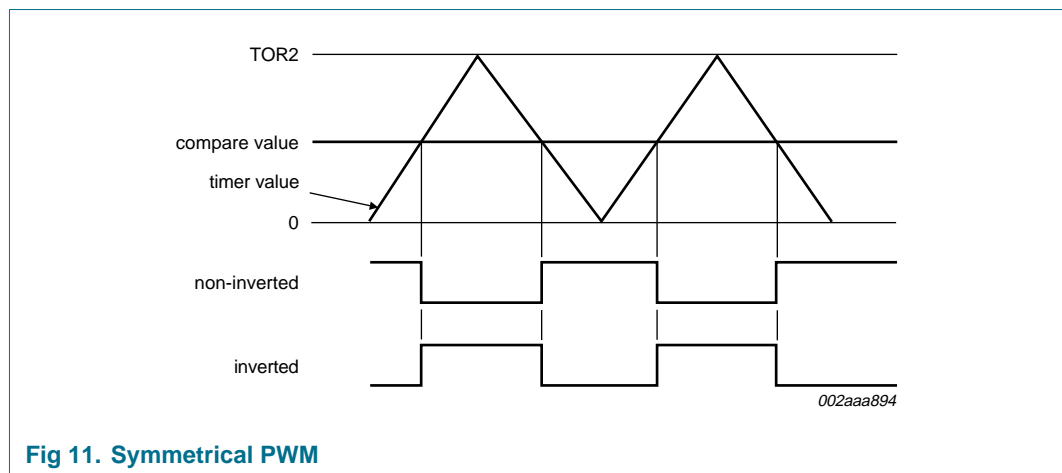 TOR2
compare value
timer value
0
non-inverted
inverted
002aaa894
Fig 11. Symmetrical PWM